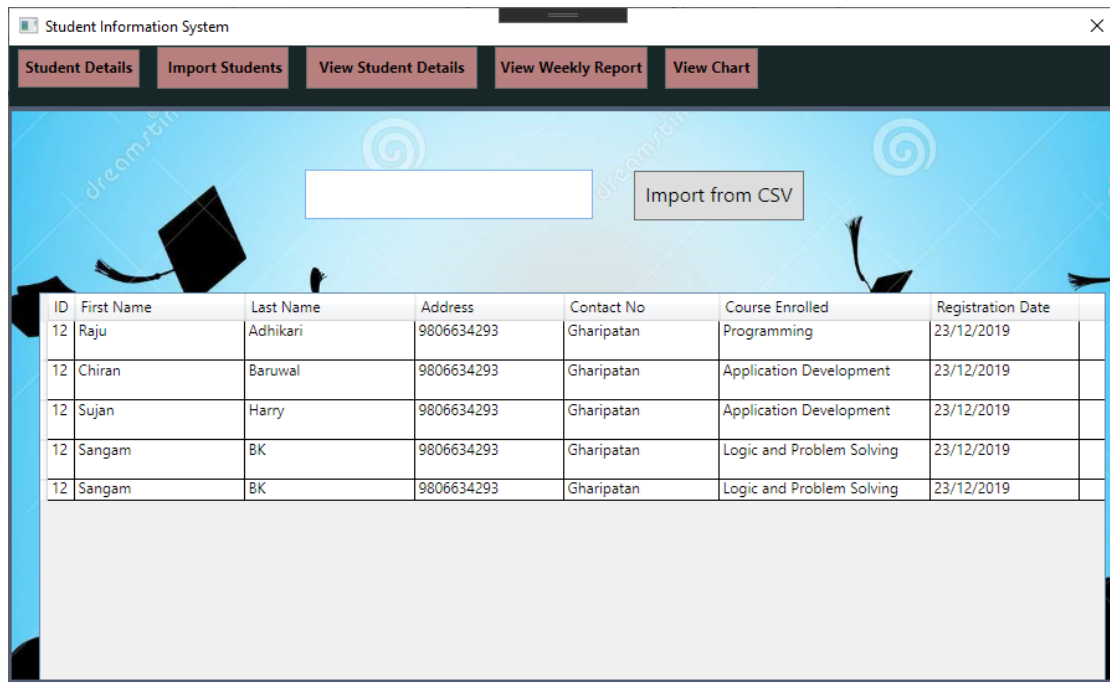 Student Information System
Student Details Import Students View Student Details View Weekly Report View Chart
dreamstin
Import from CSV
ID First Name Last Name Address Contact No Course Enrolled Registration Date
12 Raju Adhikari 9806634293 Gharipatan Programming 23/12/2019
12 Chiran Baruwal 9806634293 Gharipatan Application Development 23/12/2019
12 Sujan Harry 9806634293 Gharipatan Application Development 23/12/2019
12 Sangam BK 9806634293 Gharipatan Logic and Problem Solving 23/12/2019
12 Sangam BK 9806634293 Gharipatan Logic and Problem Solving 23/12/2019